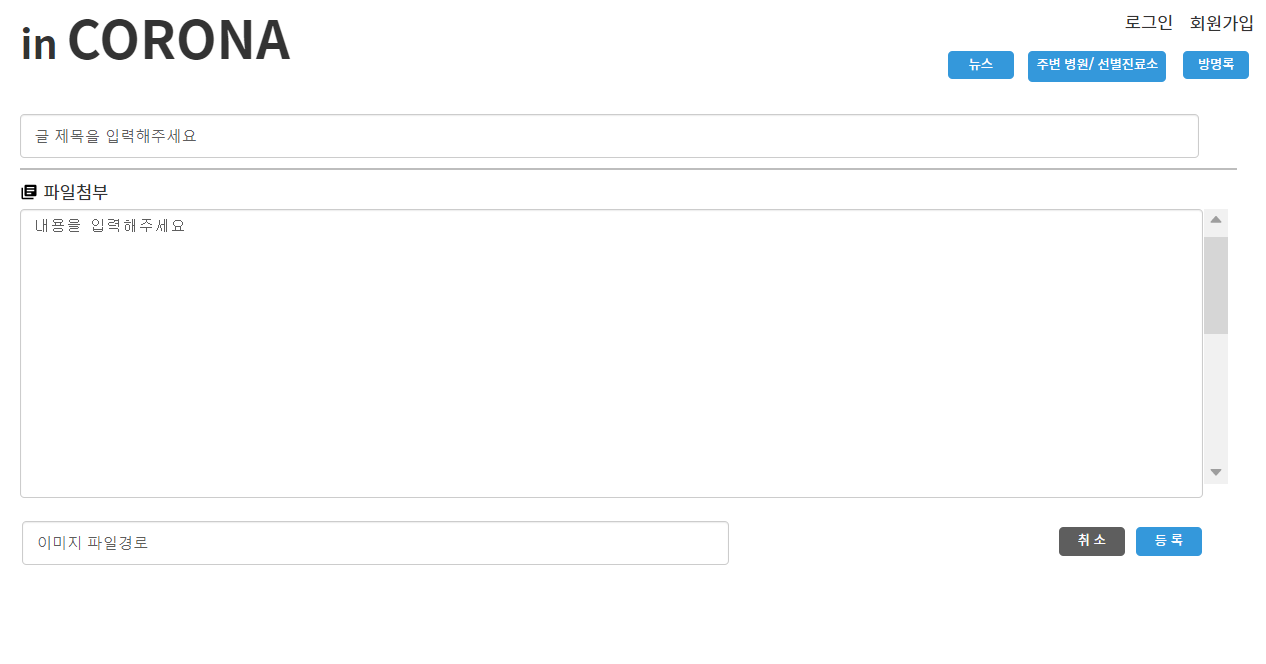 in CORONA
로그인 회원가입
뉴스 주변 병원/ 선별진료소 방명록
글 제목을 입력해주세요
파일첨부
내용을 입력해주세요
이미지 파일경로
취 소 등 록